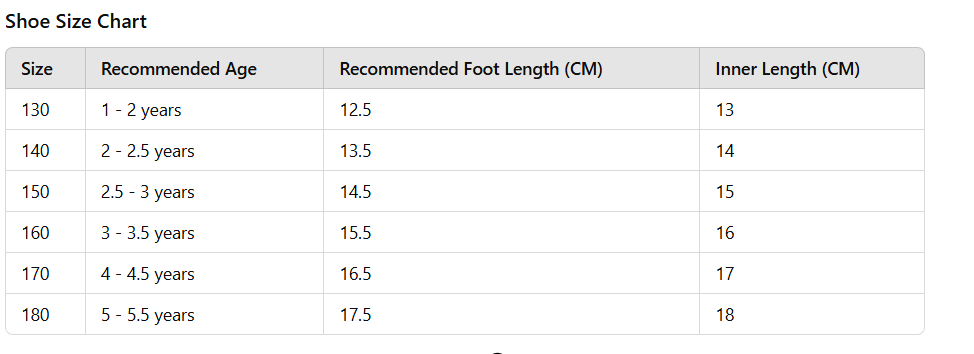 Shoe Size Chart
Size Recommended Age Recommended Foot Length (CM) Inner Length (CM)
130 1 - 2 years 12.5 13
140 2 - 2.5 years 13.5 14
150 2.5 - 3 years 14.5 15
160 3 - 3.5 years 15.5 16
170 4 - 4.5 years 16.5 17
180 5 - 5.5 years 17.5 18